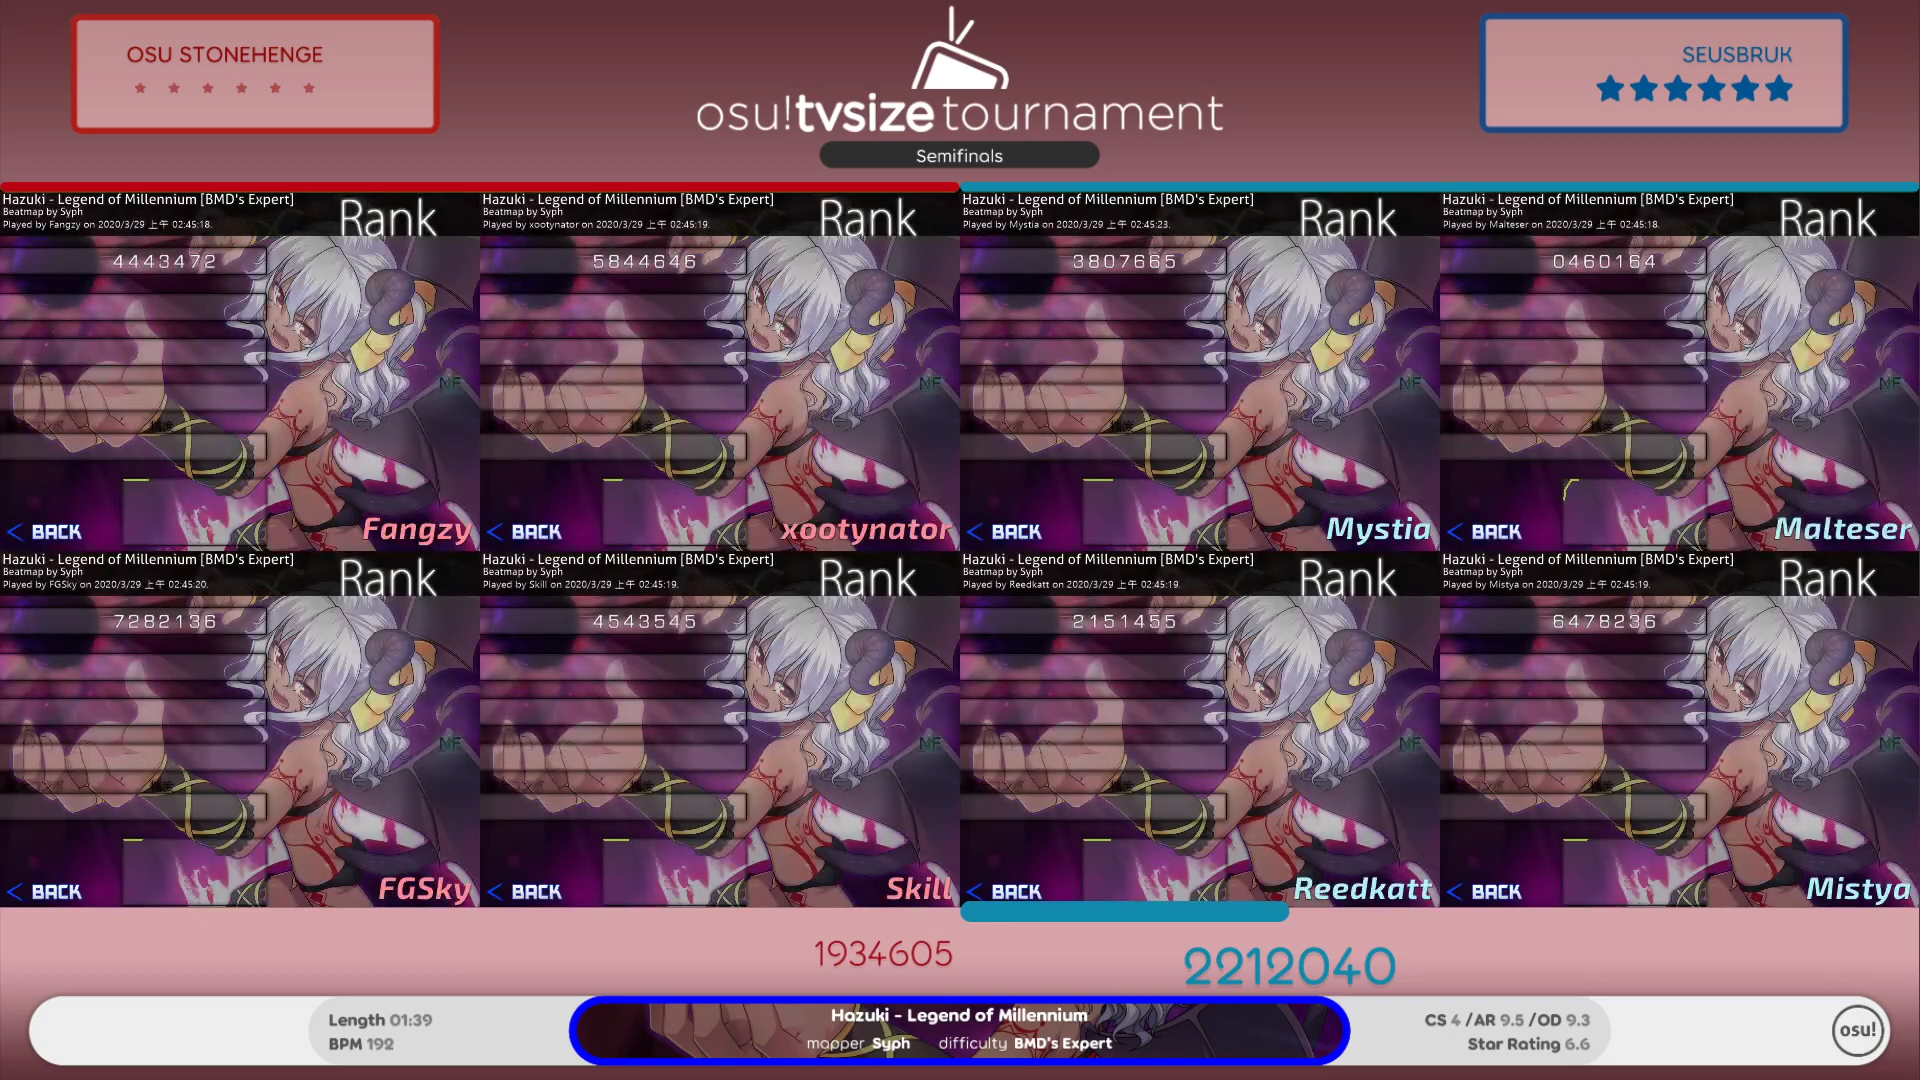 OSU STONEHENGE
SEUSBRUK
osu!tvsize tournament
Semifinals
Hazuki - Legend of Millennium [BMD's Expert]
Beatmap by Syph
Played by Fangzy on 2020/3/29 上午 02:45:18.
Rank
4443472
NF
< BACK
Fangzy
Hazuki - Legend of Millennium [BMD's Expert]
Beatmap by Syph
Played by xootynator on 2020/3/29 上午 02:45:19.
Rank
5844646
NF
< BACK
xootynator
Hazuki - Legend of Millennium [BMD's Expert]
Beatmap by Syph
Played by Mystia on 2020/3/29 上午 02:45:23.
Rank
3807665
NF
< BACK
Mystia
Hazuki - Legend of Millennium [BMD's Expert]
Beatmap by Syph
Played by Malteser on 2020/3/29 上午 02:45:18.
Rank
0460164
NF
< BACK
Malteser
Hazuki - Legend of Millennium [BMD's Expert]
Beatmap by Syph
Played by FGSky on 2020/3/29 上午 02:45:20.
Rank
7282136
NF
< BACK
FGSky
Hazuki - Legend of Millennium [BMD's Expert]
Beatmap by Syph
Played by Skill on 2020/3/29 上午 02:45:19.
Rank
4543545
NF
< BACK
Skill
Hazuki - Legend of Millennium [BMD's Expert]
Beatmap by Syph
Played by Reedkatt on 2020/3/29 上午 02:45:19.
Rank
2151455
NF
< BACK
Reedkatt
Hazuki - Legend of Millennium [BMD's Expert]
Beatmap by Syph
Played by Mistya on 2020/3/29 上午 02:45:19.
Rank
6478236
NF
< BACK
Mistya
1934605
2212040
Length 01:39
BPM 192
Hazuki - Legend of Millennium
mapper Syph difficulty BMD's Expert
CS 4 /AR 9.5 /OD 9.3
Star Rating 6.6
osu!